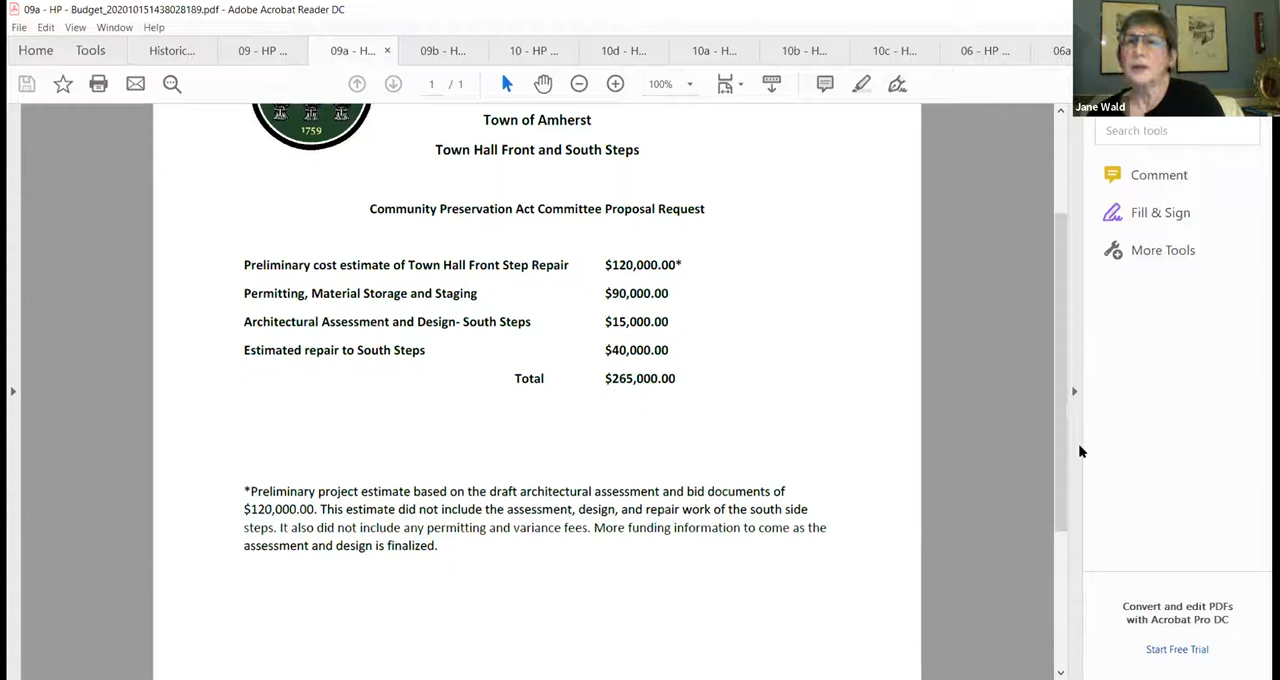 09a - HP - Budget_202010151438028189.pdf - Adobe Acrobat Reader DC
File Edit View Window Help
Home Tools Historic... 09 - HP ... 09a - H... × 09b - H... 10 - HP ... 10d - H... 10a - H... 10b - H... 10c - H... 06 - HP ... 06a
1 / 1 100%
Jane Wald
Search tools
Comment
Fill & Sign
More Tools
1759
Town of Amherst
Town Hall Front and South Steps
Community Preservation Act Committee Proposal Request
Preliminary cost estimate of Town Hall Front Step Repair $120,000.00*
Permitting, Material Storage and Staging $90,000.00
Architectural Assessment and Design- South Steps $15,000.00
Estimated repair to South Steps $40,000.00
Total $265,000.00
*Preliminary project estimate based on the draft architectural assessment and bid documents of
$120,000.00. This estimate did not include the assessment, design, and repair work of the south side
steps. It also did not include any permitting and variance fees. More funding information to come as the
assessment and design is finalized.
Convert and edit PDFs
with Acrobat Pro DC
Start Free Trial